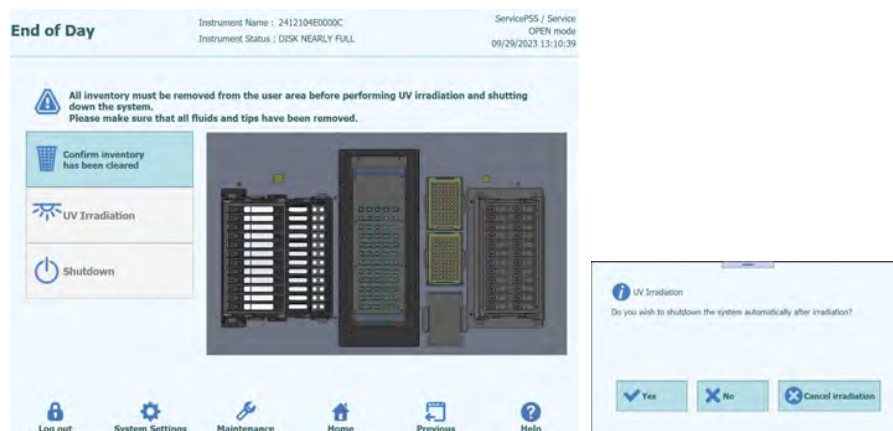 End of Day
Instrument Name : 2412104E0000C
Instrument Status : DISK NEARLY FULL
ServicePSS / Service
OPEN mode
09/29/2023 13:10:39
All inventory must be removed from the user area before performing UV irradiation and shutting
down the system.
Please make sure that all fluids and tips have been removed.
Confirm inventory
has been cleared
UV Irradiation
Shutdown
Log out
System Settings
Maintenance
Home
Previous
Help
UV Irradiation
Do you wish to shutdown the system automatically after irradiation?
Yes
No
Cancel irradiation